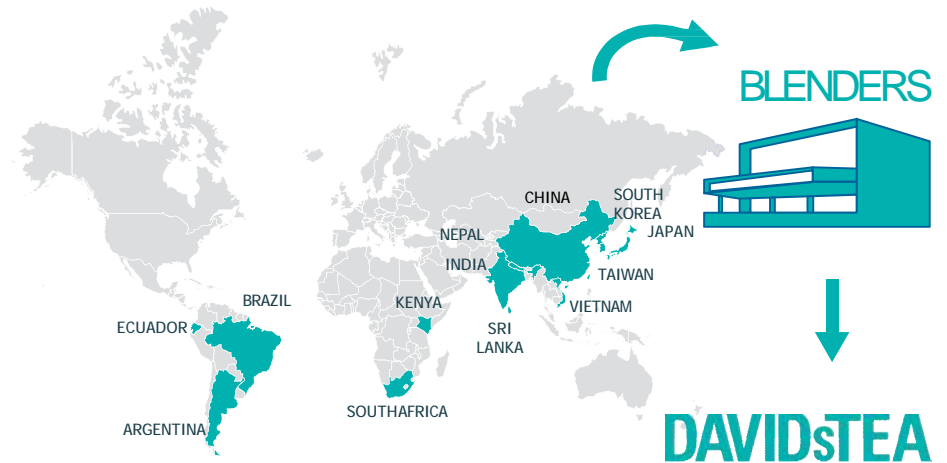 BLENDERS
CHINA
SOUTH
KOREA
JAPAN
NEPAL
INDIA
TAIWAN
BRAZIL
KENYA
VIETNAM
ECUADOR
SRI
LANKA
SOUTHAFRICA
ARGENTINA
DAVIDsTEA